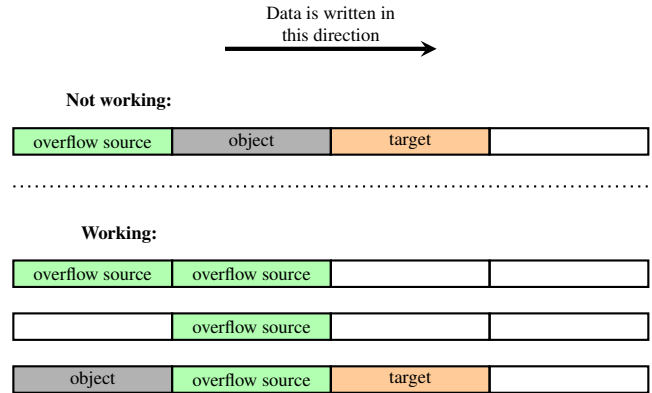 Data is written in
this direction
Not working:
overflow source object target
Working:
overflow source overflow source
overflow source
object overflow source target